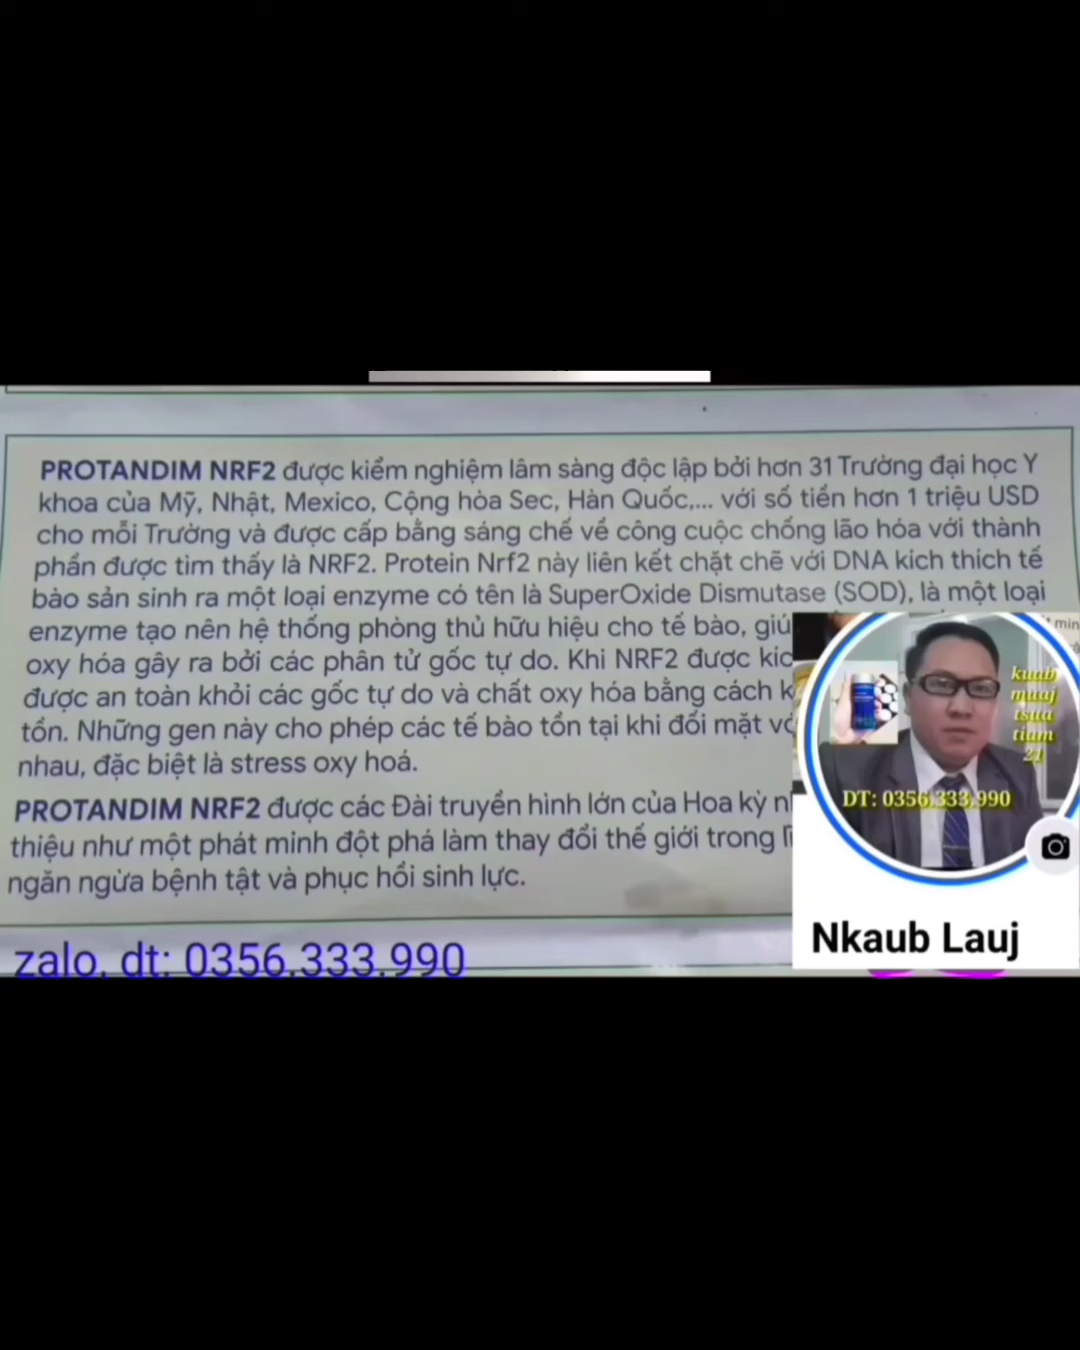 PROTANDIM NRF2 được kiểm nghiệm lâm sàng độc lập bởi hơn 31 Trường đại học Y
khoa của Mỹ, Nhật, Mexico, Cộng hòa Sec, Hàn Quốc,... với số tiền hơn 1 triệu USD
cho mỗi Trường và được cấp bằng sáng chế về công cuộc chống lão hóa với thành
phần được tìm thấy là NRF2. Protein Nrf2 này liên kết chặt chẽ với DNA kích thích tế
bào sản sinh ra một loại enzyme có tên là SuperOxide Dismutase (SOD), là một loại
enzyme tạo nên hệ thống phòng thủ hữu hiệu cho tế bào,
oxy hóa gây ra bởi các phân tử gốc tự do. Khi NRF2 được
được an toàn khỏi các gốc tự do và chất oxy hóa bằng cách
tồn. Những gen này cho phép các tế bào tồn tại khi đối mặt
nhau, đặc biệt là stress oxy hoá.
PROTANDIM NRF2 được các Đài truyền hình lớn của Hoa kỳ
thiệu như một phát minh đột phá làm thay đổi thế giới trong
ngăn ngừa bệnh tật và phục hồi sinh lực.
zalo, dt: 0356.333.990
min
kuab
muaj
tsua
tiam
21
DT: 0356.333.990
Nkaub Lauj